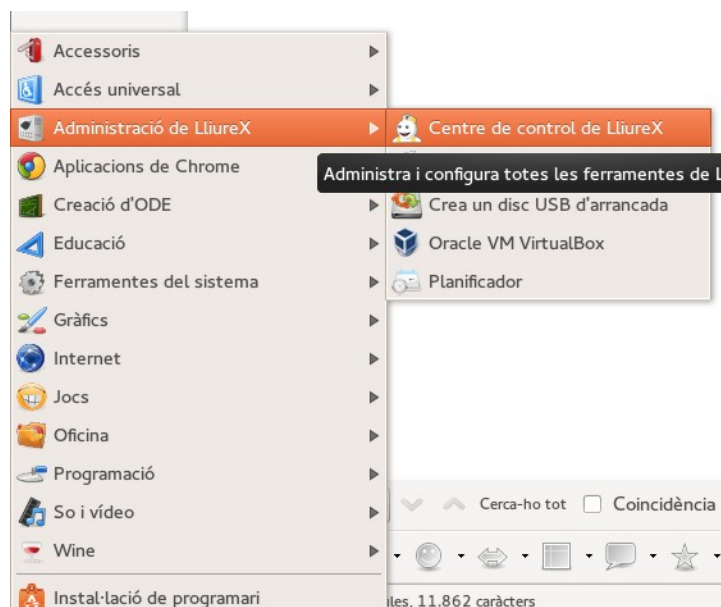 Accessoris
Accés universal
Administració de LliureX
Aplicacions de Chrome
Creació d'ODE
Educació
Ferramentes del sistema
Gràfics
Internet
Jocs
Oficina
Programació
So i vídeo
Wine
Instal·lació de programari
Centre de control de LliureX
Administra i configura totes les ferramentes de L
Crea un disc USB d'arrancada
Oracle VM VirtualBox
Planificador
Cerca-ho tot
Coincidència
11.862 caràcters